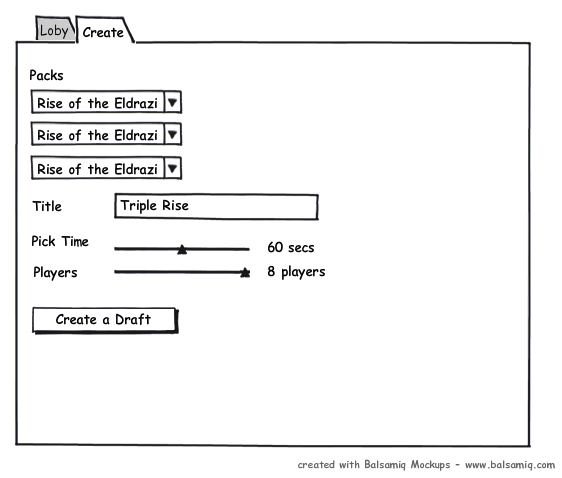 Loby Create
Packs
Rise of the Eldrazi
Rise of the Eldrazi
Rise of the Eldrazi
Title Triple Rise
Pick Time 60 secs
Players 8 players
Create a Draft
created with Balsamiq Mockups - www.balsamiq.com